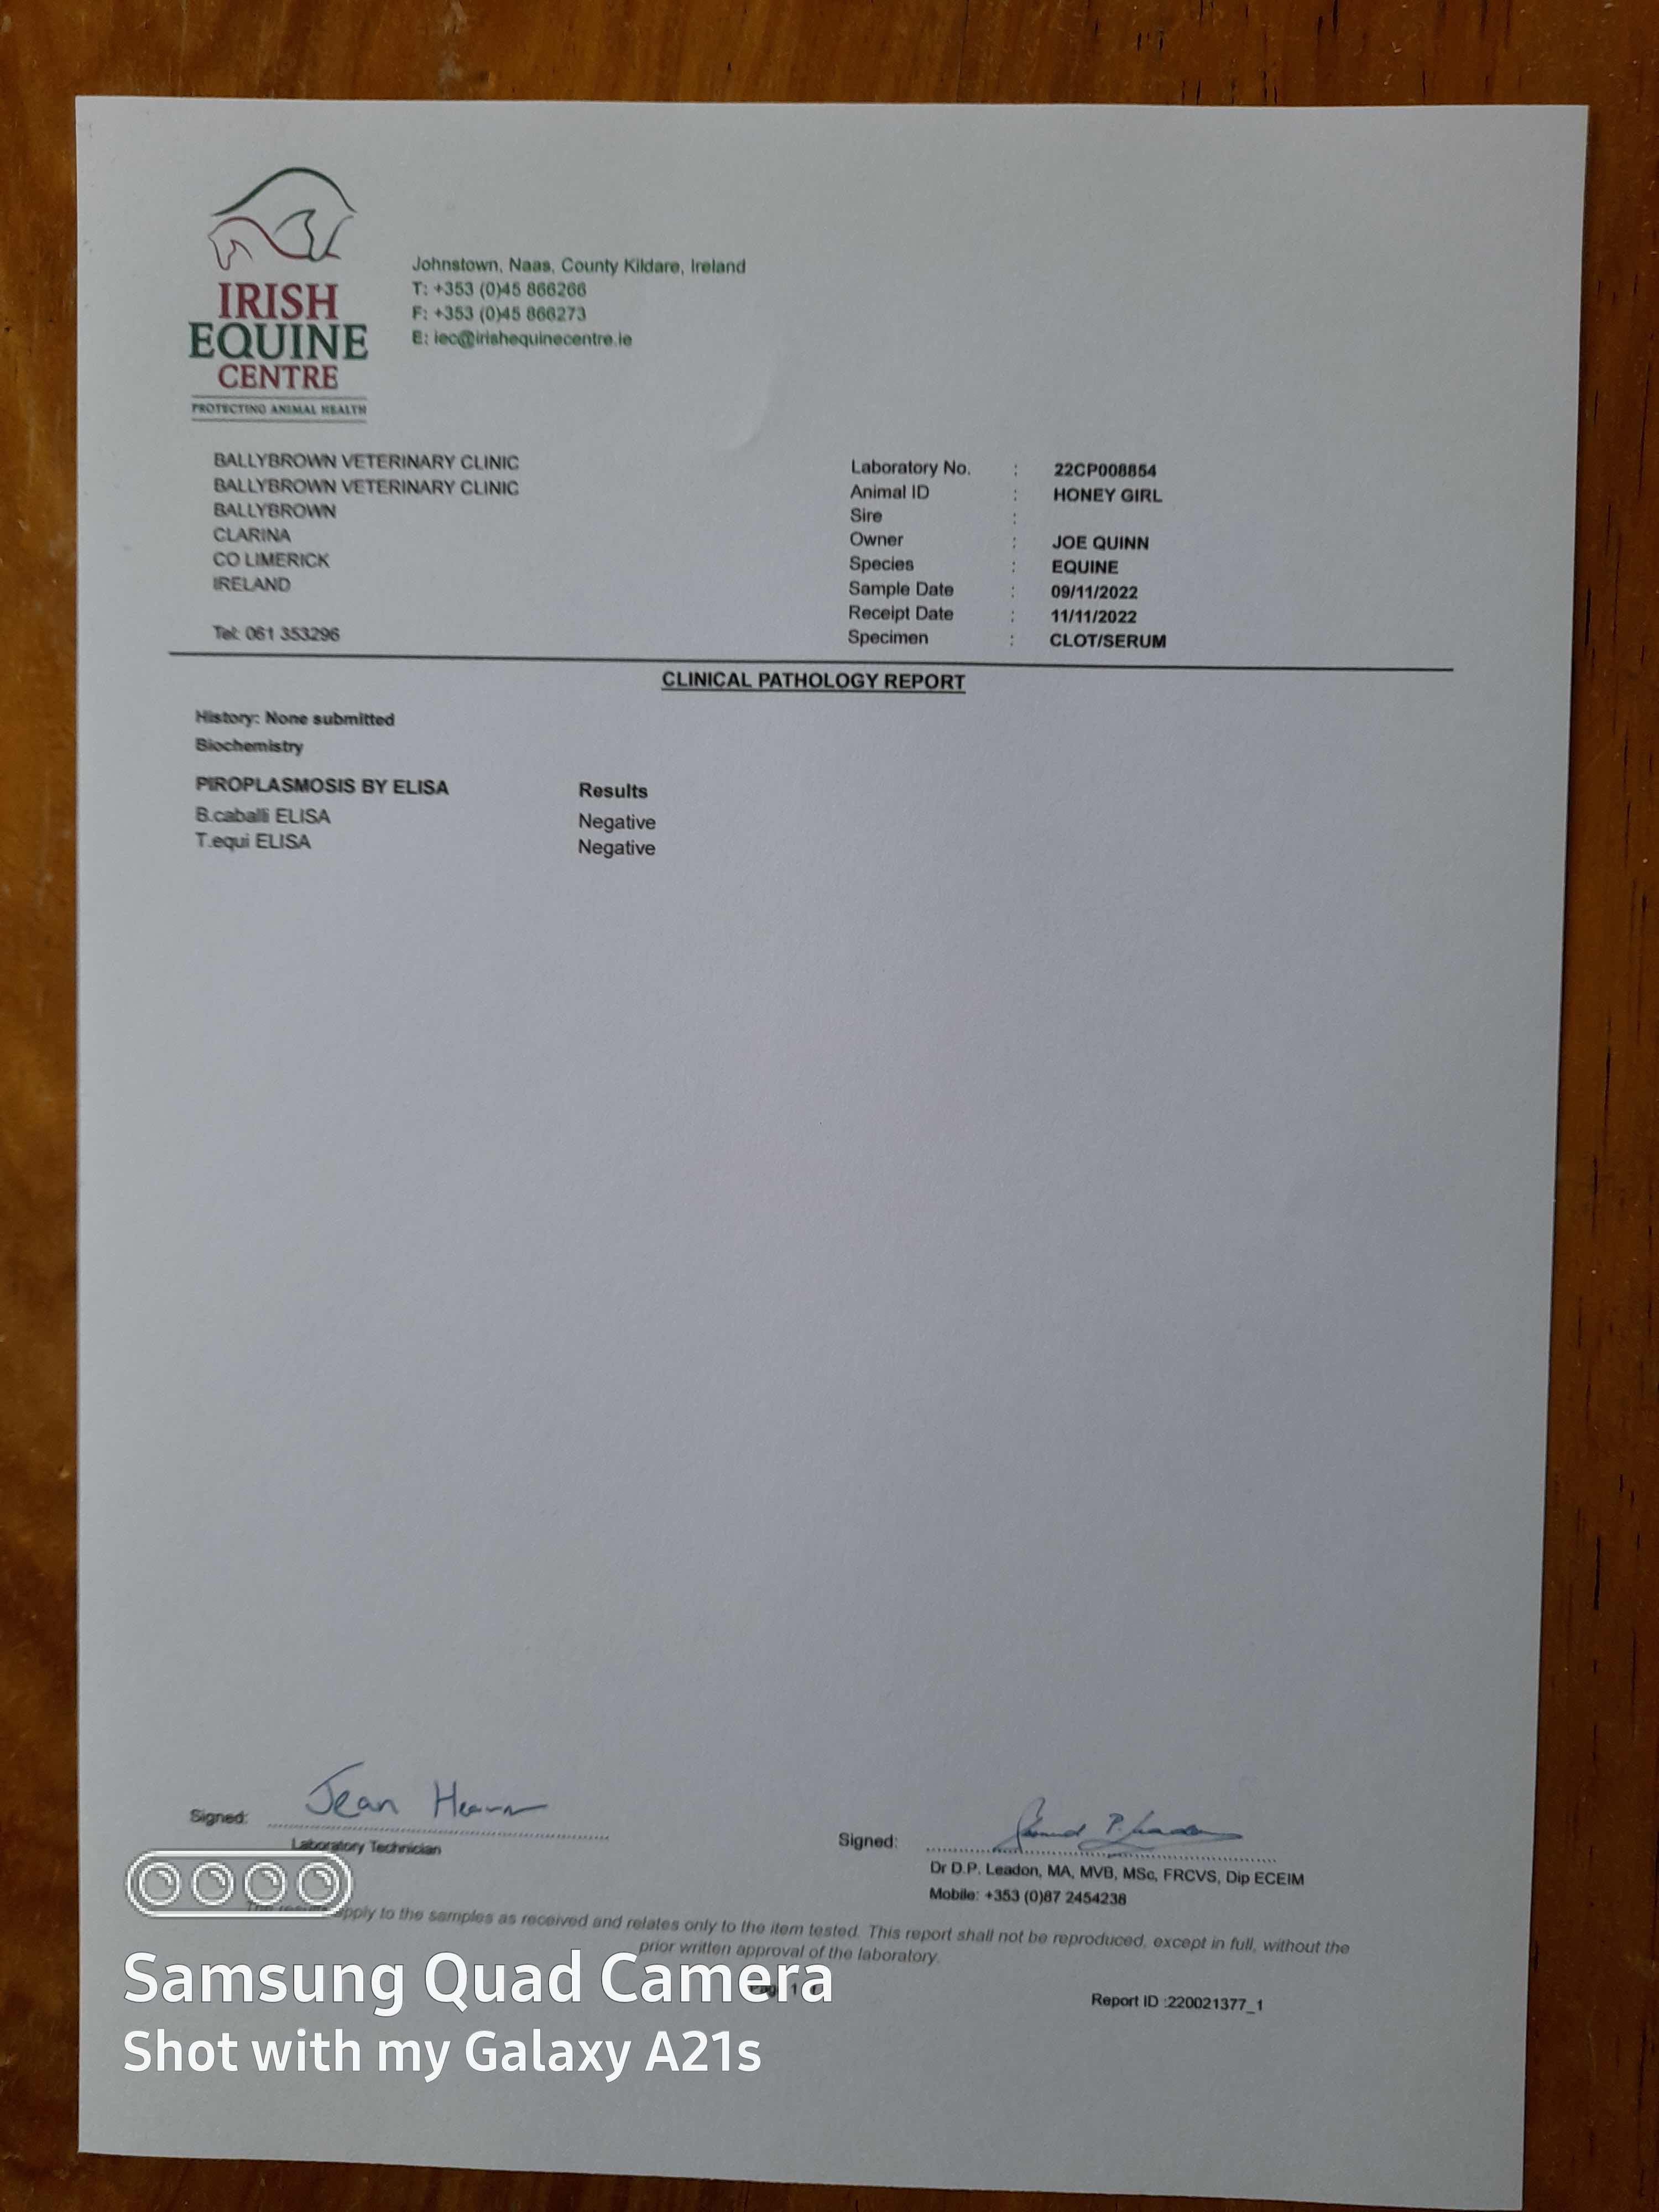 IRISH
EQUINE
CENTRE
PROTECTING ANIMAL HEALTH
Johnstown, Naas, County Kildare, Ireland
T: +353 (0)45 866266
F: +353 (0)45 866273
E: iec@irishequinecentre.ie
BALLYBROWN VETERINARY CLINIC
BALLYBROWN VETERINARY CLINIC
BALLYBROWN
CLARINA
CO LIMERICK
IRELAND
Tel: 061 353296
Laboratory No. : 22CP008854
Animal ID : HONEY GIRL
Sire :
Owner : JOE QUINN
Species : EQUINE
Sample Date : 09/11/2022
Receipt Date : 11/11/2022
Specimen : CLOT/SERUM
CLINICAL PATHOLOGY REPORT
History: None submitted
Biochemistry
PIROPLASMOSIS BY ELISA Results
B.caballi ELISA Negative
T.equi ELISA Negative
Signed: Jean
Laboratory Technician
Signed:
Dr D.P. Leadon, MA, MVB, MSc, FRCVS, Dip ECEIM
Mobile: +353 (0)87 2454238
The results apply to the samples as received and relates only to the item tested. This report shall not be reproduced, except in full, without the
prior written approval of the laboratory.
Page 1
Report ID :220021377_1
Samsung Quad Camera
Shot with my Galaxy A21s